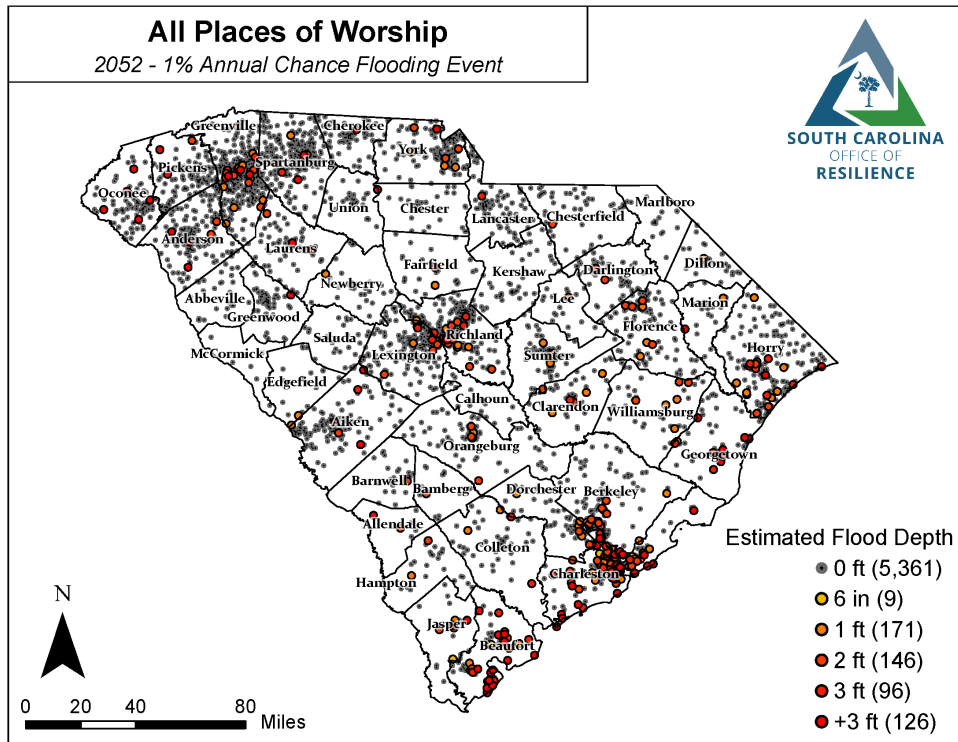 All Places of Worship
2052 - 1% Annual Chance Flooding Event
SOUTH CAROLINA
OFFICE OF
RESILIENCE
Greenville
Cherokee
York
Pickens
Spartanburg
Oconee
Union
Chester
Lancaster
Chesterfield
Marlboro
Anderson
Laurens
Fairfield
Kershaw
Darlington
Dillon
Newberry
Abbeville
Greenwood
Lee
Marion
Florence
Saluda
Richland
McCormick
Lexington
Sumter
Horry
Edgefield
Calhoun
Clarendon
Williamsburg
Aiken
Orangeburg
Georgetown
Barnwell
Bamberg
Dorchester
Berkeley
Allendale
Colleton
Charleston
Hampton
Jasper
Beaufort
Estimated Flood Depth
0 ft (5,361)
6 in (9)
1 ft (171)
2 ft (146)
3 ft (96)
+3 ft (126)
N
0 20 40 80
Miles